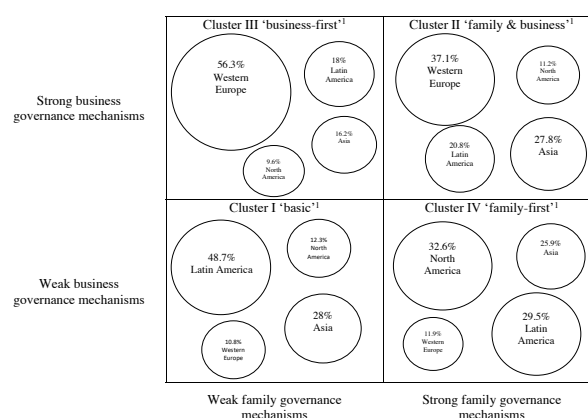 Cluster III ‘business-first’¹
56.3%
Western
Europe
18%
Latin
America
16.2%
Asia
9.6%
North
America
Cluster II ‘family & business’¹
37.1%
Western
Europe
11.2%
North
America
20.8%
Latin
America
27.8%
Asia
Strong business
governance mechanisms
Cluster I ‘basic’¹
48.7%
Latin America
12.3%
North
America
10.8%
Western
Europe
28%
Asia
Cluster IV ‘family-first’¹
32.6%
North
America
25.9%
Asia
11.9%
Western
Europe
29.5%
Latin
America
Weak business
governance mechanisms
Weak family governance
mechanisms
Strong family governance
mechanisms